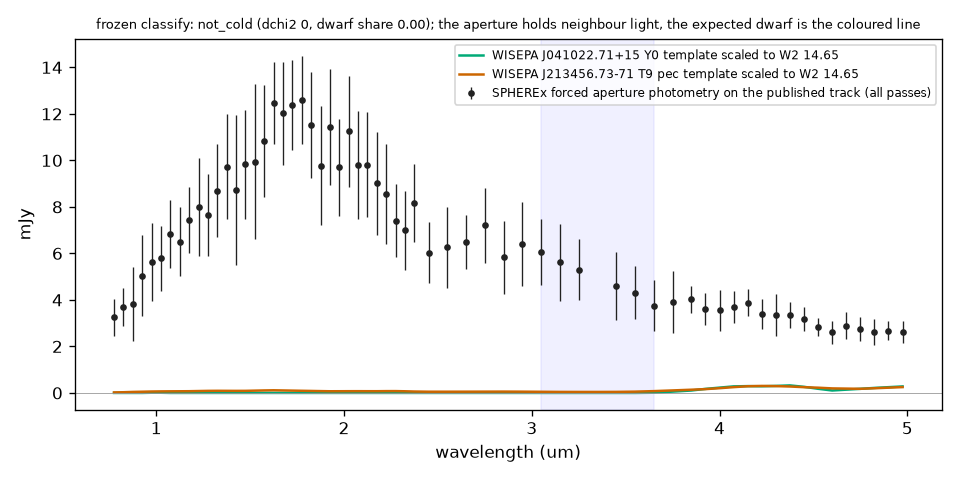 frozen classify: not_cold (dchi2 0, dwarf share 0.00); the aperture holds neighbour light, the expected dwarf is the coloured line
WISEPA J041022.71+15 Y0 template scaled to W2 14.65
WISEPA J213456.73-71 T9 pec template scaled to W2 14.65
SPHEREx forced aperture photometry on the published track (all passes)
mJy
14
12
10
8
6
4
2
0
1
2
3
4
5
wavelength (um)